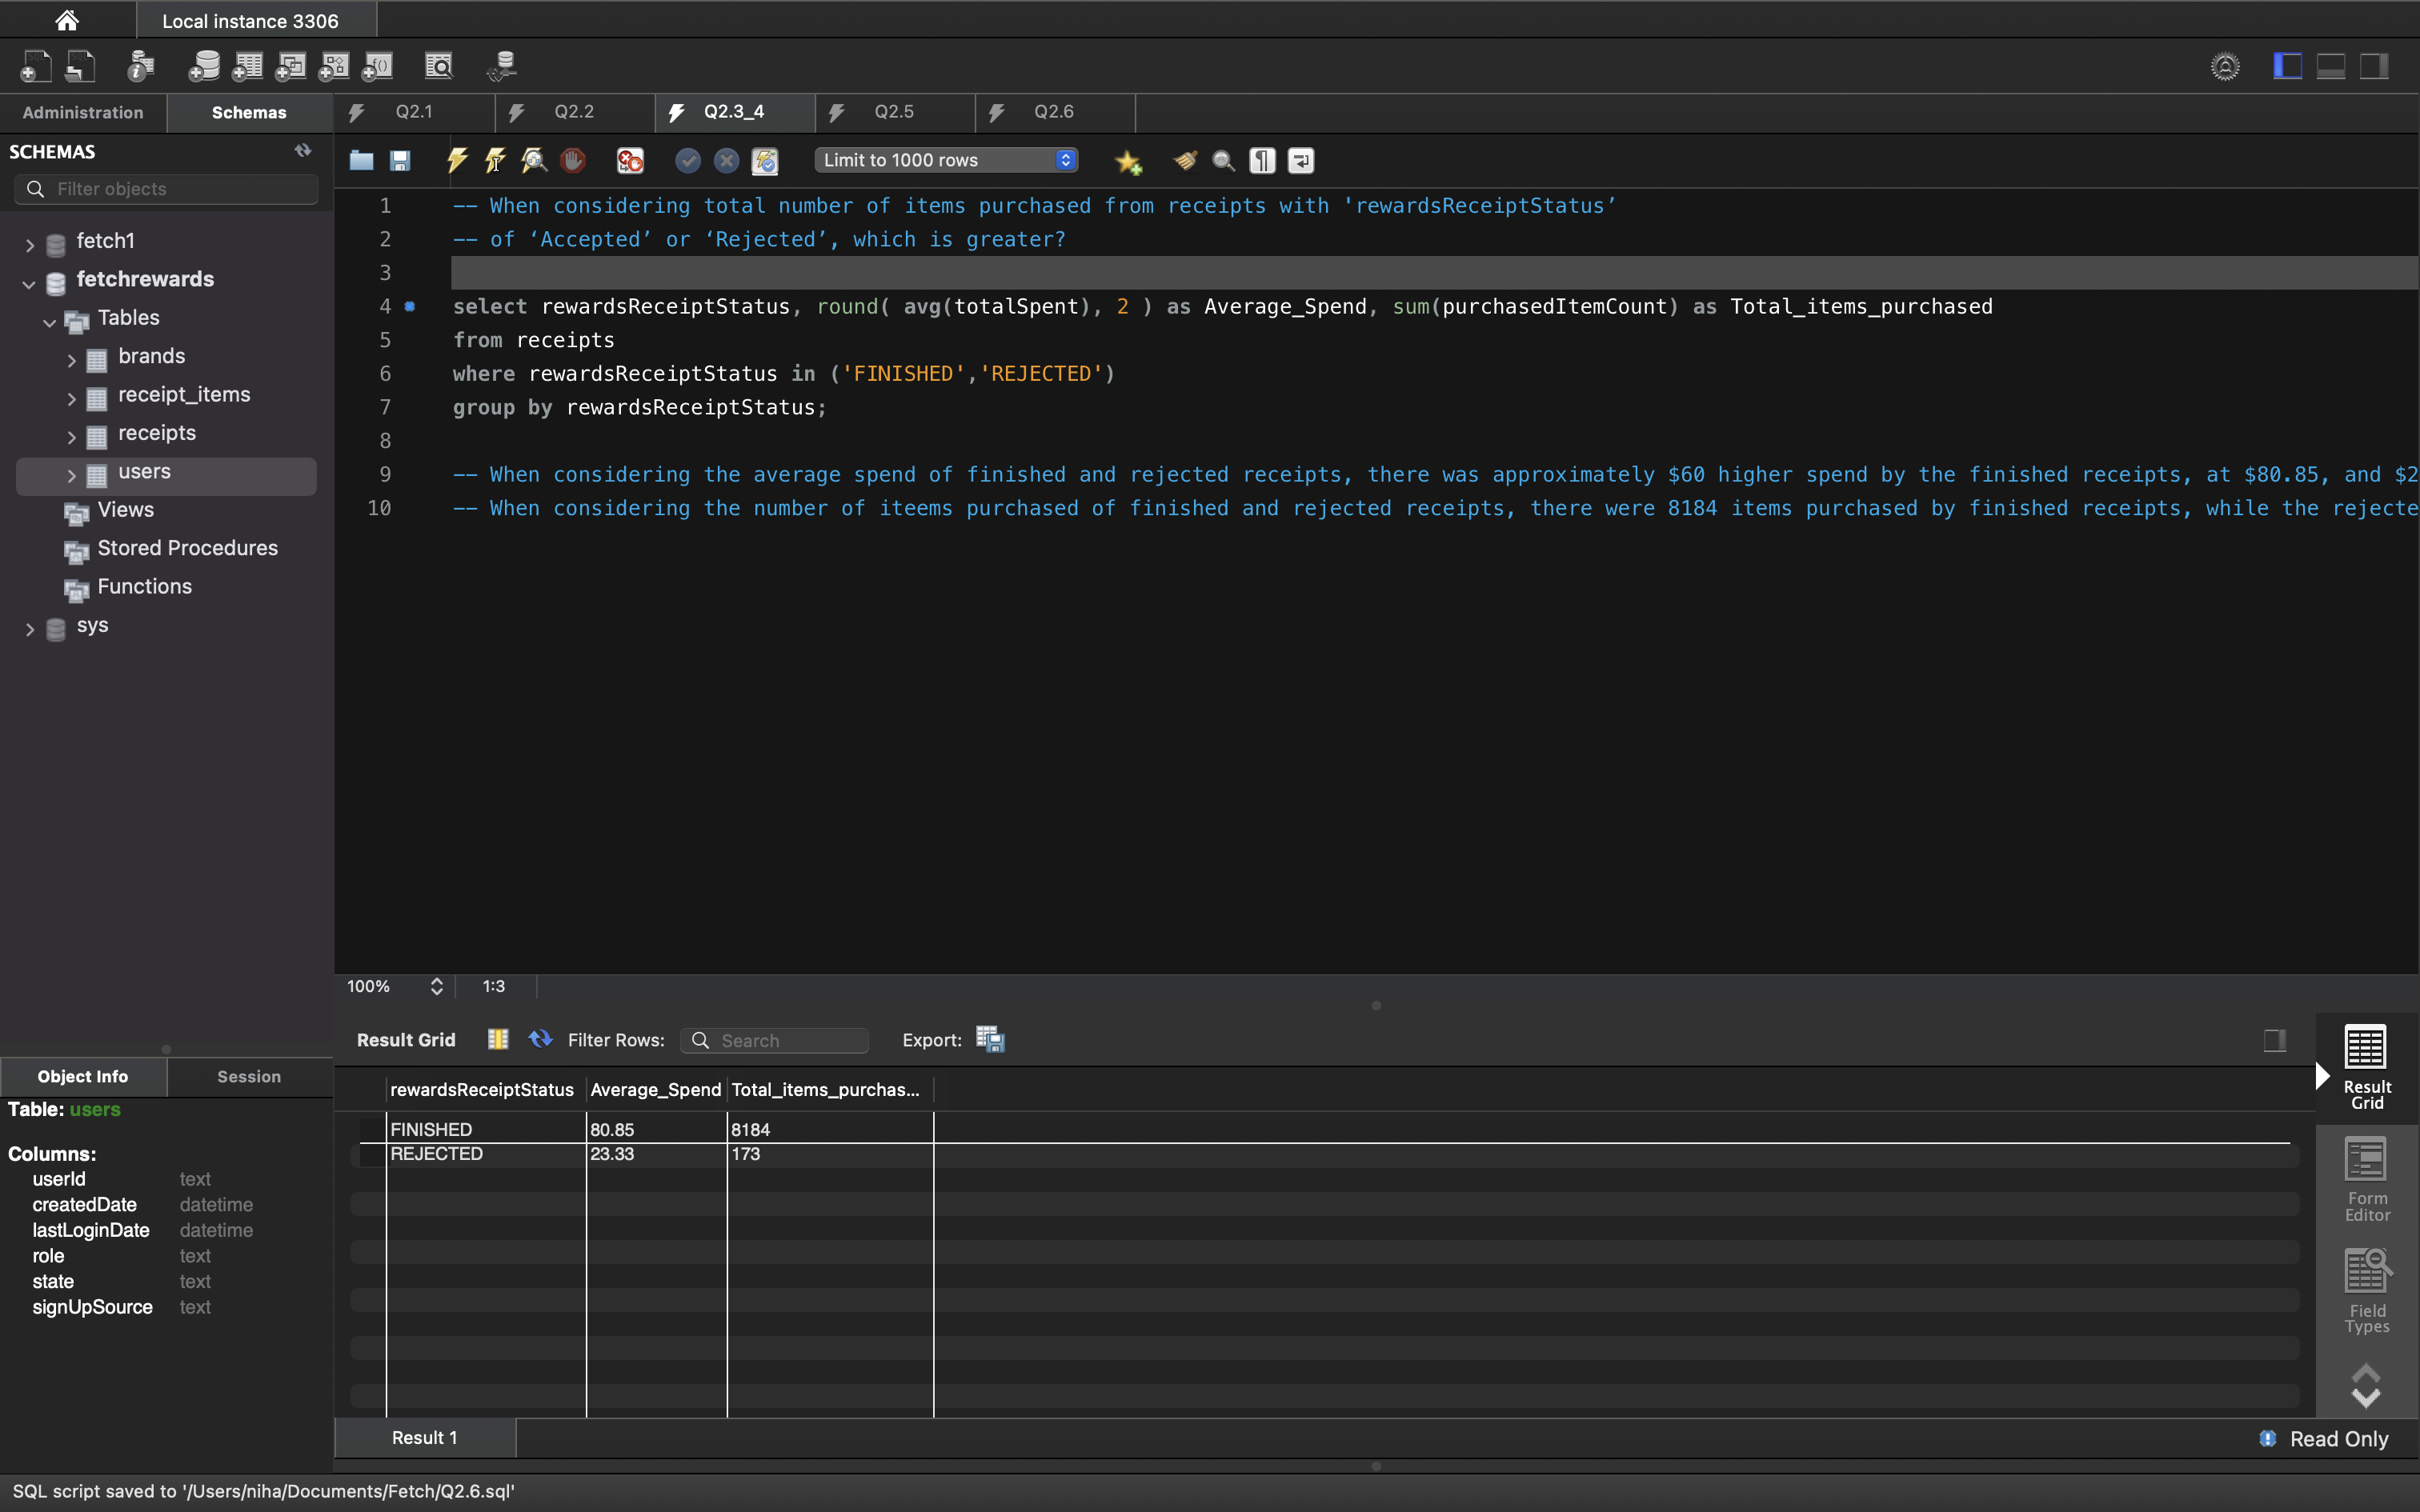 Local instance 3306
Administration Schemas Q2.1 Q2.2 Q2.3_4 Q2.5 Q2.6
SCHEMAS
Limit to 1000 rows
Filter objects
fetch1
fetchrewards
Tables
brands
receipt_items
receipts
users
Views
Stored Procedures
Functions
sys
1 -- When considering total number of items purchased from receipts with 'rewardsReceiptStatus’
2 -- of ‘Accepted’ or ‘Rejected’, which is greater?
3
4 select rewardsReceiptStatus, round( avg(totalSpent), 2 ) as Average_Spend, sum(purchasedItemCount) as Total_items_purchased
5 from receipts
6 where rewardsReceiptStatus in ('FINISHED','REJECTED')
7 group by rewardsReceiptStatus;
8
9 -- When considering the average spend of finished and rejected receipts, there was approximately $60 higher spend by the finished receipts, at $80.85, and $2
10 -- When considering the number of iteems purchased of finished and rejected receipts, there were 8184 items purchased by finished receipts, while the rejecte
100% 1:3
Result Grid Filter Rows: Search Export:
rewardsReceiptStatus Average_Spend Total_items_purchas...
FINISHED 80.85 8184
REJECTED 23.33 173
Result
Grid
Form
Editor
Field
Types
Object Info Session
Table: users
Columns:
userId text
createdDate datetime
lastLoginDate datetime
role text
state text
signUpSource text
Result 1
Read Only
SQL script saved to '/Users/niha/Documents/Fetch/Q2.6.sql'